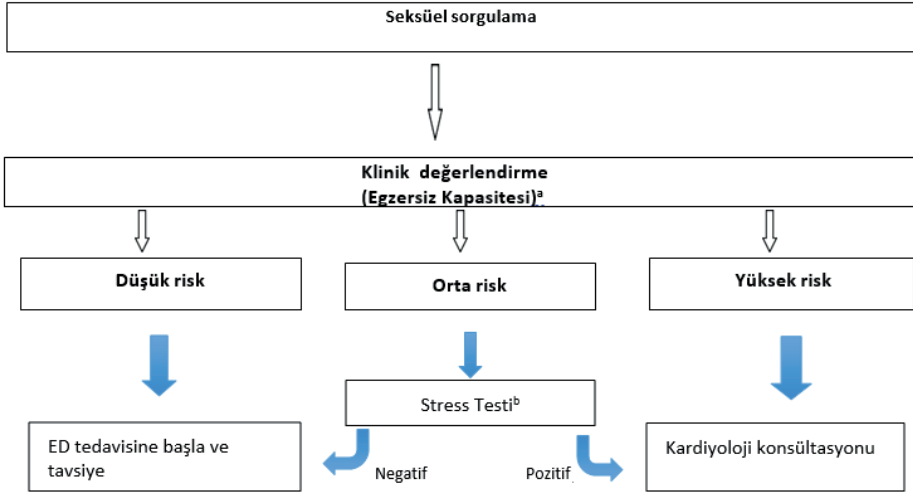 Seksüel sorgulama
Klinik değerlendirme
(Egzersiz Kapasitesi)ᵃ
Düşük risk
Orta risk
Yüksek risk
Stress Testiᵇ
ED tedavisine başla ve
tavsiye
Negatif
Pozitif
Kardiyoloji konsültasyonu